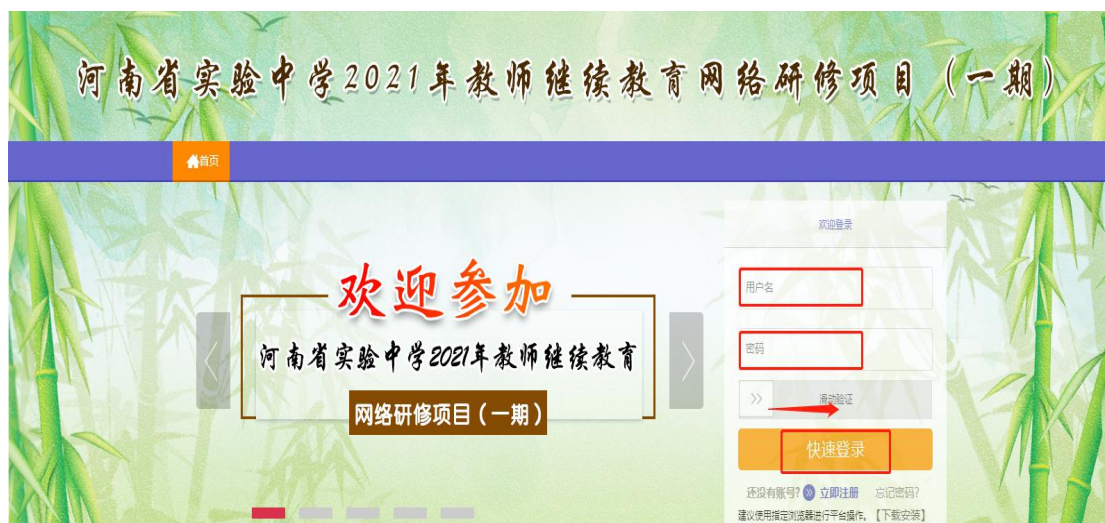 河南省实验中学2021年教师继续教育网络研修项目（一期）
首页
欢迎登录
欢迎参加
河南省实验中学2021年教师继续教育
网络研修项目（一期）
用户名
密码
滑动验证
快速登录
还没有账号? 立即注册 忘记密码?
建议使用指定浏览器进行平台操作。【下载安装】